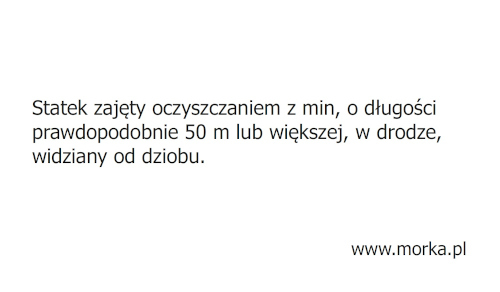 Statek zajęty oczyszczaniem z min, o długości
prawdopodobnie 50 m lub większej, w drodze,
widziany od dziobu.
www.morka.pl